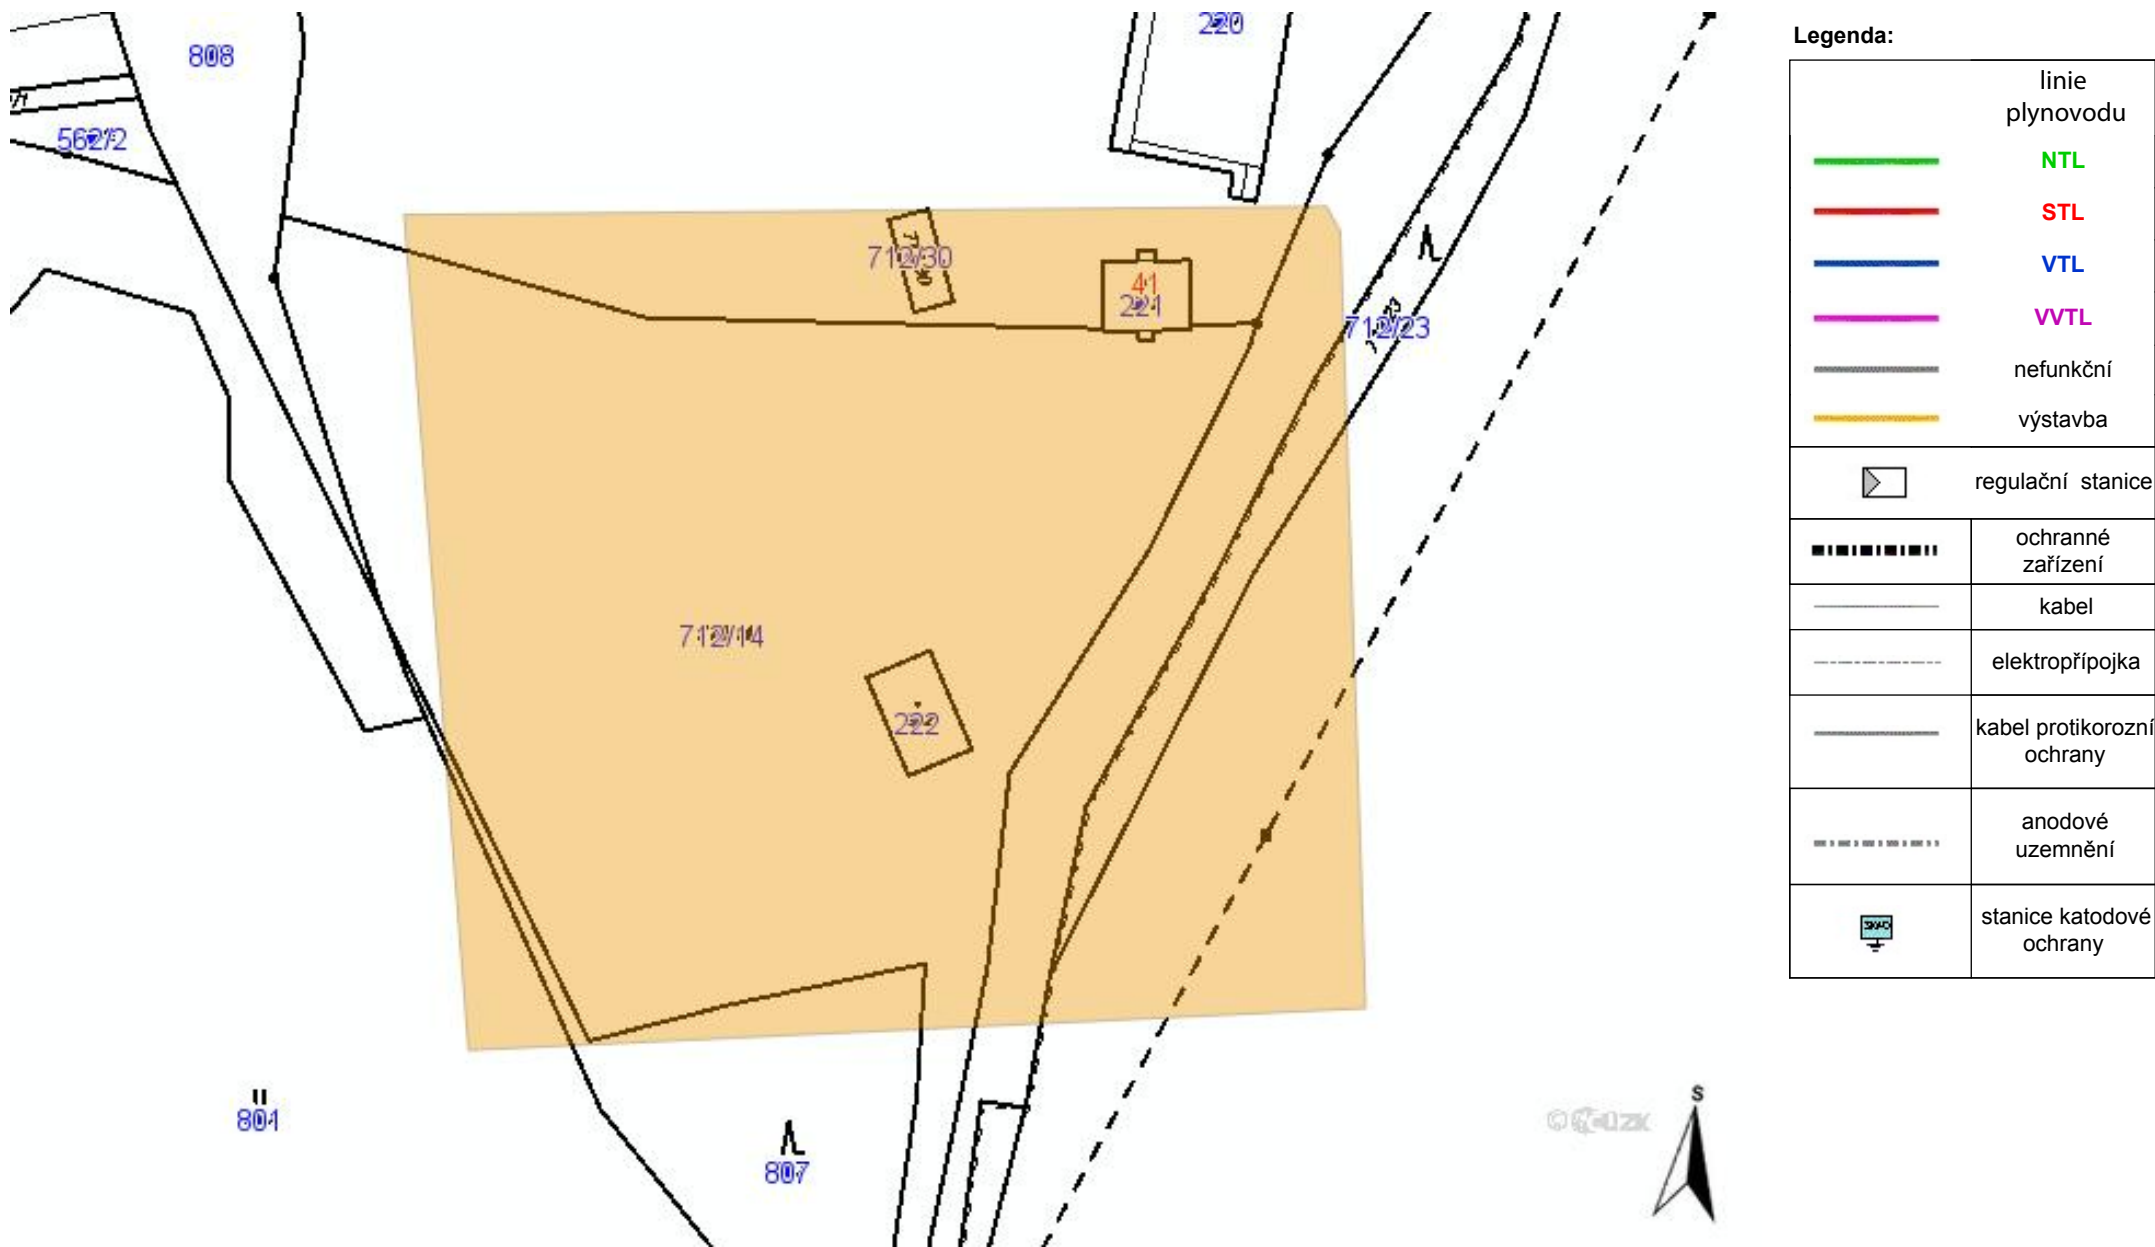 808
220
562/2
712/30
41
221
712/23
712/14
222
801
807
S
Legenda:
linie
plynovodu
NTL
STL
VTL
VVTL
nefunkční
výstavba
regulační stanice
ochranné
zařízení
kabel
elektropřípojka
kabel protikorozní
ochrany
anodové
uzemnění
stanice katodové
ochrany